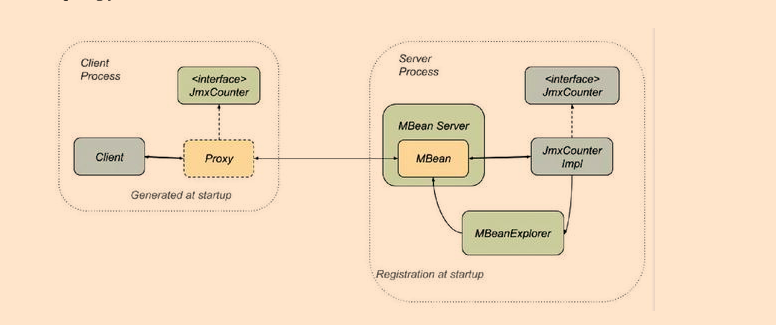 Client
Process
<interface>
JmxCounter
Client
Proxy
Generated at startup
Server
Process
<interface>
JmxCounter
MBean Server
MBean
JmxCounter
Impl
MBeanExplorer
Registration at startup